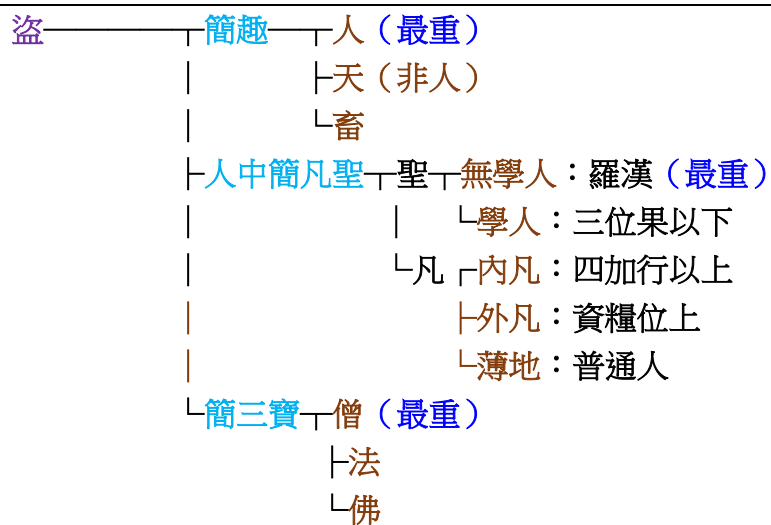 盜─────┬簡趣──┬人（最重）
│ ├天（非人）
│ └畜
├人中簡凡聖┬聖┬無學人：羅漢（最重）
│ │ └學人：三位果以下
│ └凡┌內凡：四加行以上
│ ├外凡：資糧位上
│ └薄地：普通人
└簡三寶┬僧（最重）
├法
└佛